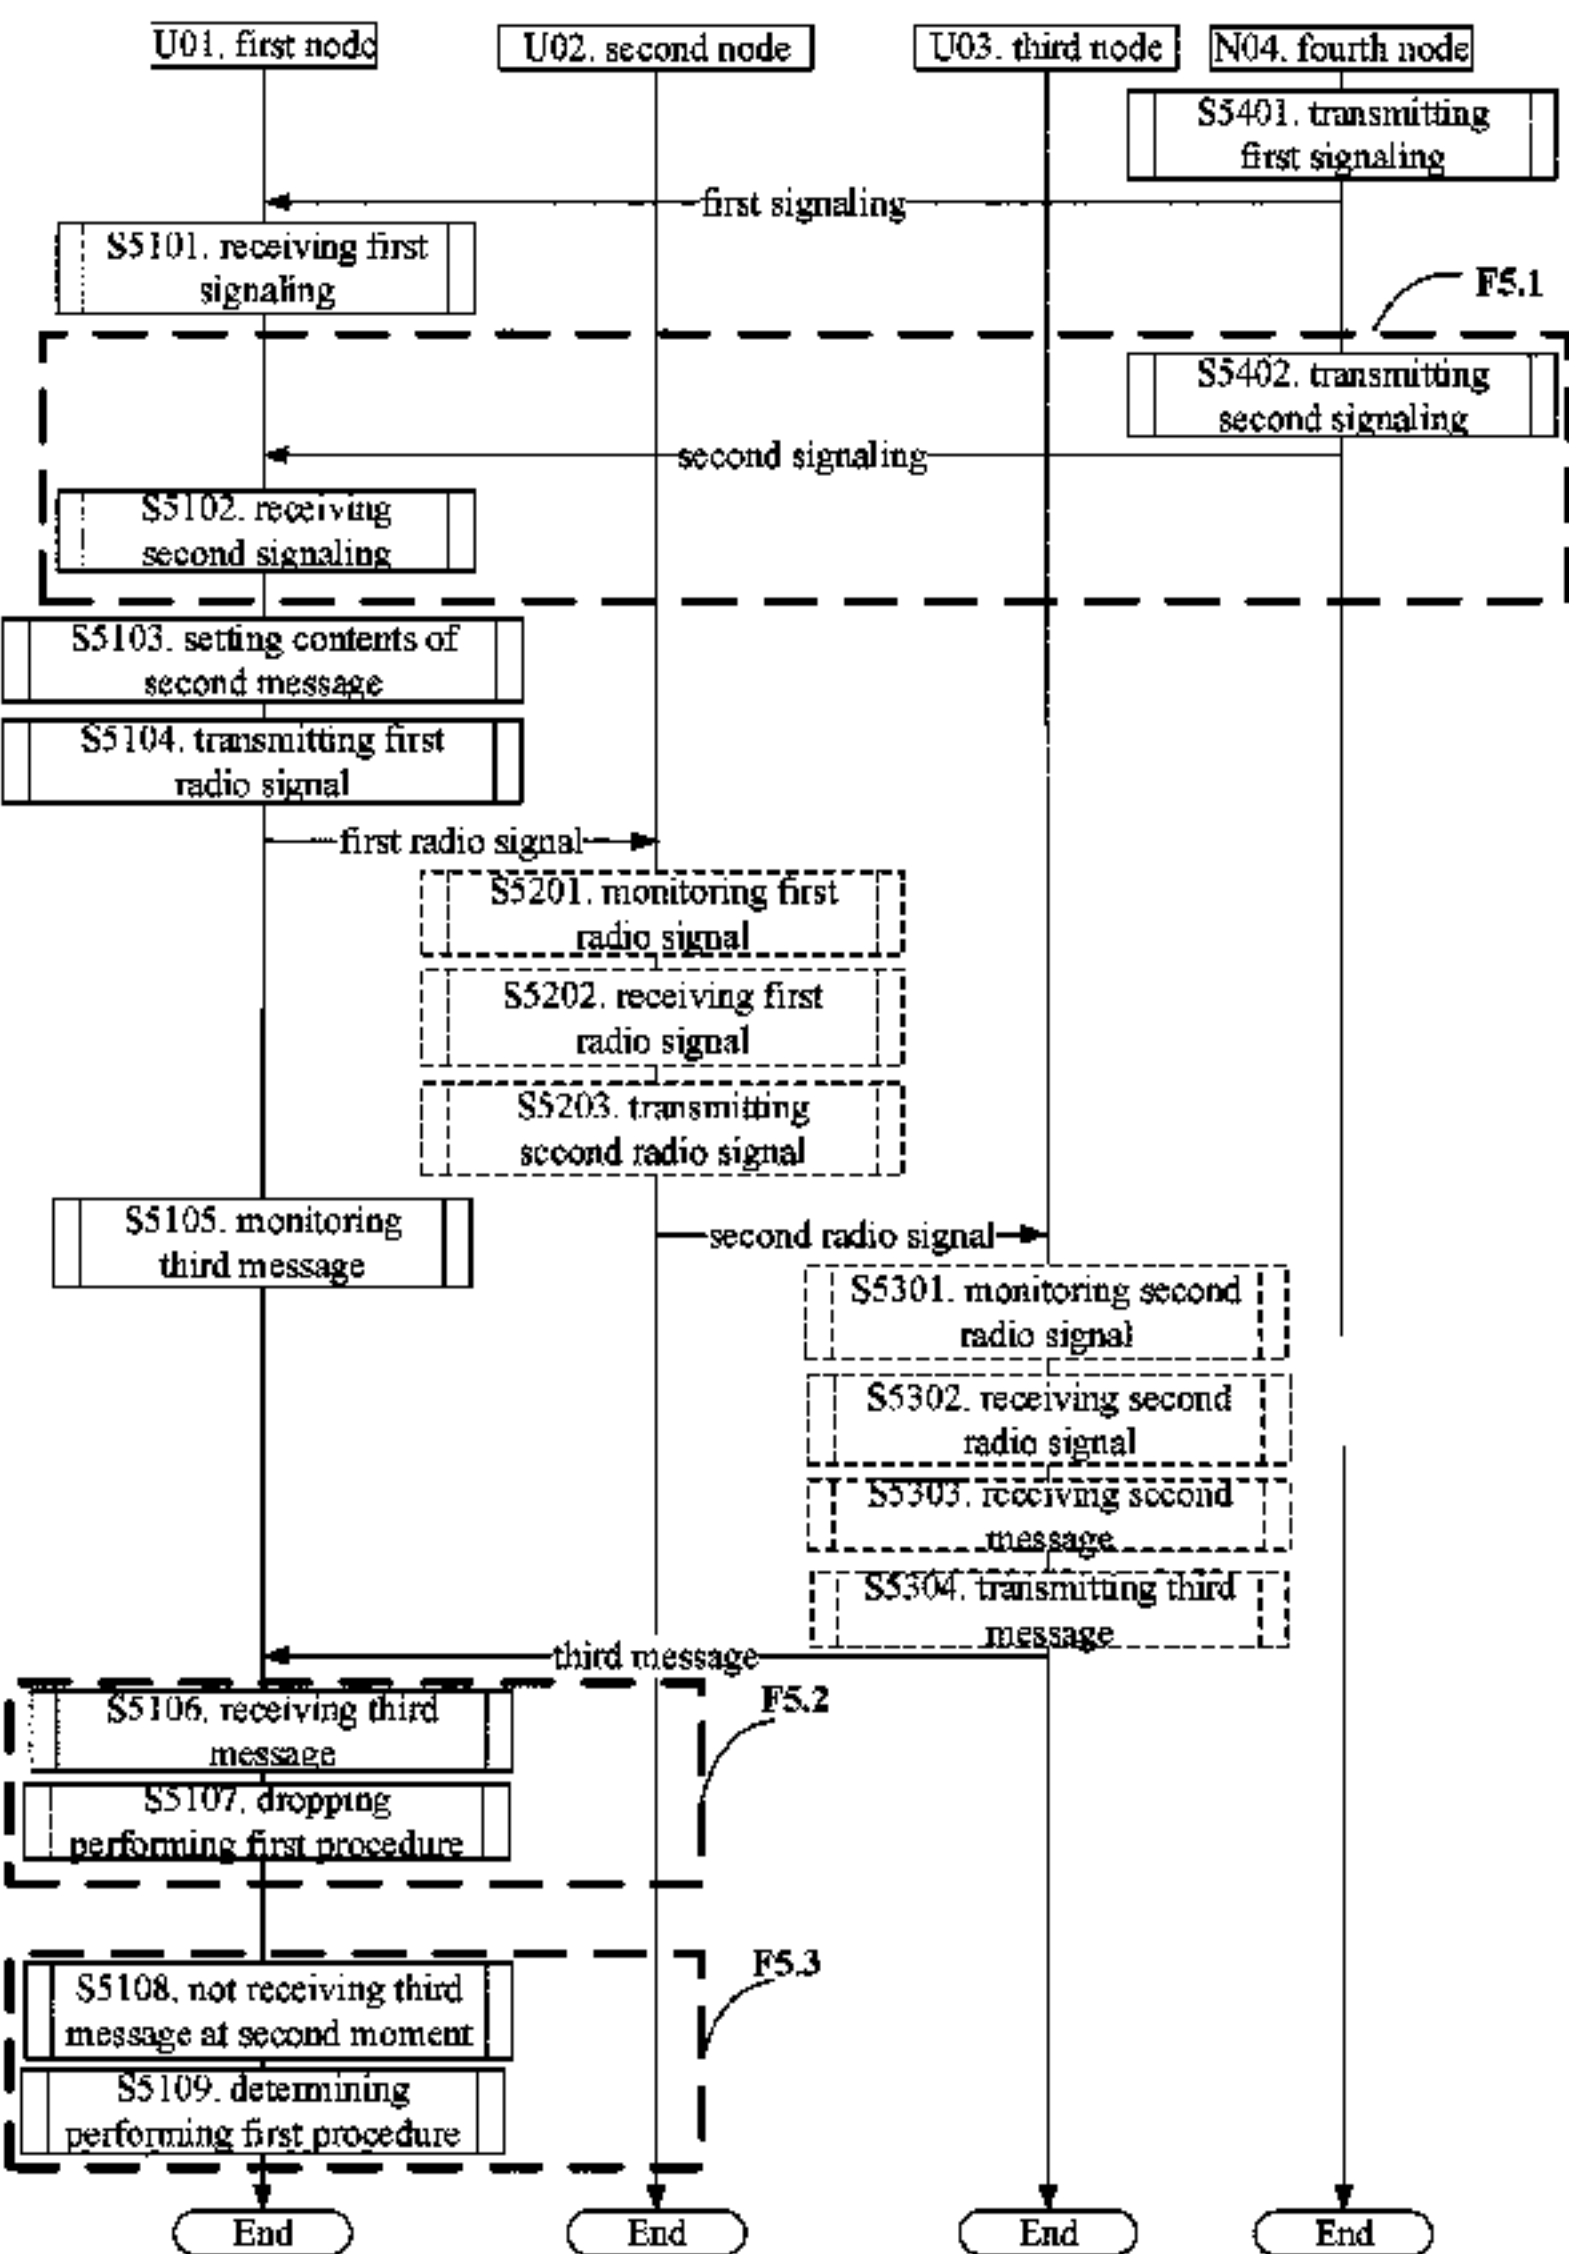 U01. first node
U02. second node
U03. third node
N04. fourth node
S5401. transmitting
first signaling
first signaling
S5101. receiving first
signaling
F5.1
S5402. transmitting
second signaling
second signaling
S5102. receiving
second signaling
S5103. setting contents of
second message
S5104. transmitting first
radio signal
first radio signal
S5201. monitoring first
radio signal
S5202. receiving first
radio signal
S5203. transmitting
second radio signal
S5105. monitoring
third message
second radio signal
S5301. monitoring second
radio signal
S5302. receiving second
radio signal
S5303. receiving second
message
S5304. transmitting third
message
third message
F5.2
S5106. receiving third
message
S5107. dropping
performing first procedure
F5.3
S5108. not receiving third
message at second moment
S5109. determining
performing first procedure
End
End
End
End